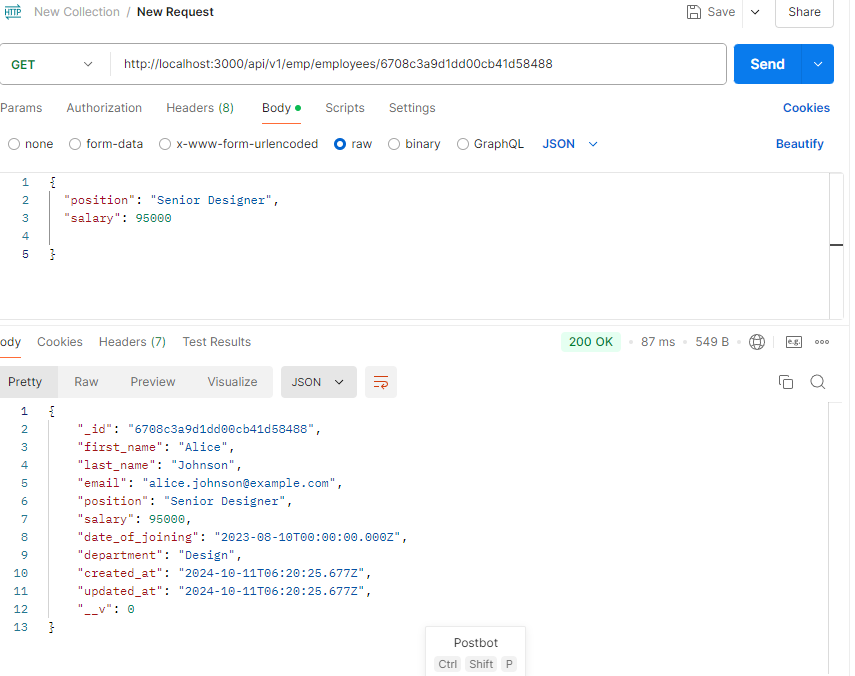 HTTP New Collection / New Request Save Share
GET http://localhost:3000/api/v1/emp/employees/6708c3a9d1dd00cb41d58488 Send
Params Authorization Headers (8) Body Scripts Settings Cookies
none form-data x-www-form-urlencoded raw binary GraphQL JSON Beautify
1 {
2 "position": "Senior Designer",
3 "salary": 95000
4
5 }
ody Cookies Headers (7) Test Results 200 OK 87 ms 549 B e.g.
Pretty Raw Preview Visualize JSON
1 {
2 "_id": "6708c3a9d1dd00cb41d58488",
3 "first_name": "Alice",
4 "last_name": "Johnson",
5 "email": "alice.johnson@example.com",
6 "position": "Senior Designer",
7 "salary": 95000,
8 "date_of_joining": "2023-08-10T00:00:00.000Z",
9 "department": "Design",
10 "created_at": "2024-10-11T06:20:25.677Z",
11 "updated_at": "2024-10-11T06:20:25.677Z",
12 "__v": 0
13 }
Postbot
Ctrl Shift P